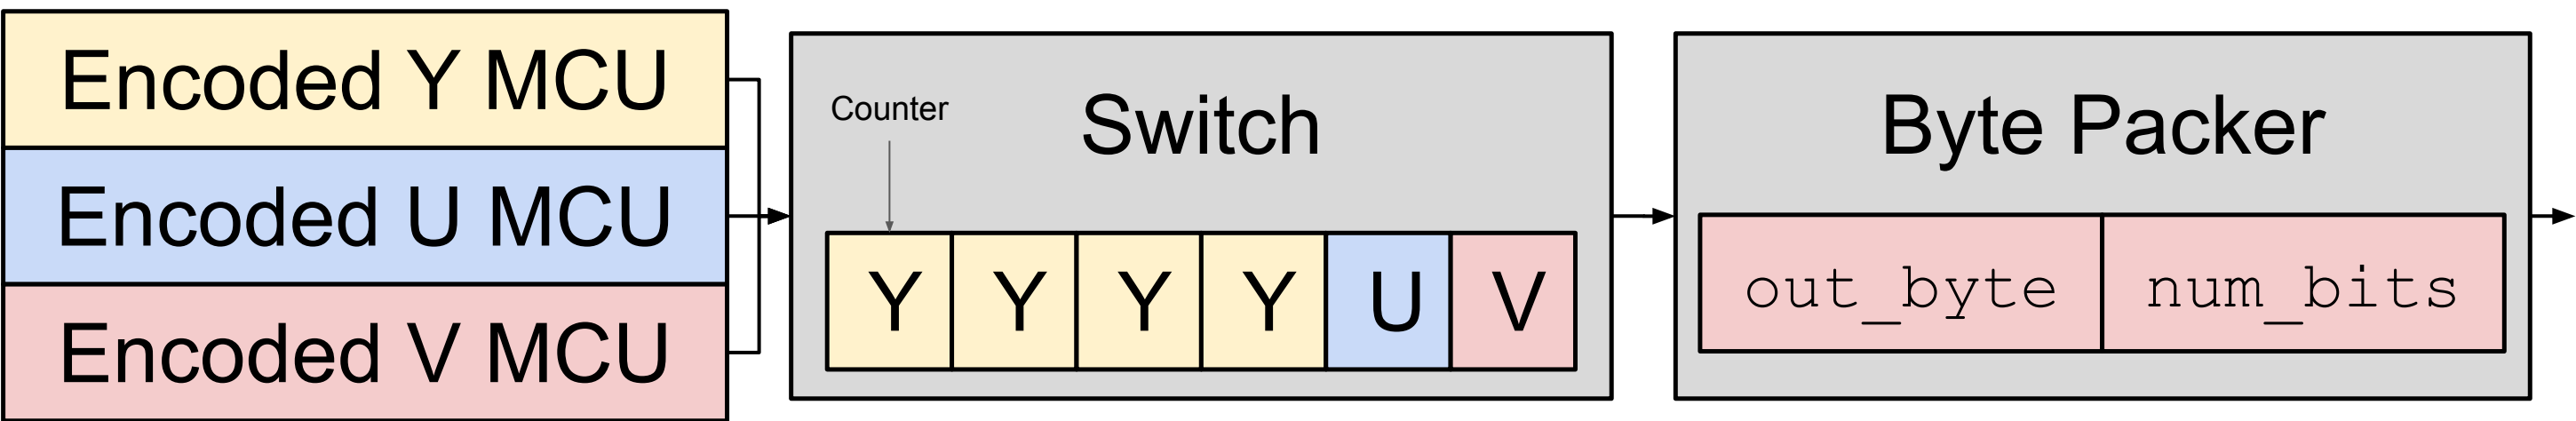 Encoded Y MCU
Encoded U MCU
Encoded V MCU
Counter
Switch
Y Y Y Y U V
Byte Packer
out_byte num_bits